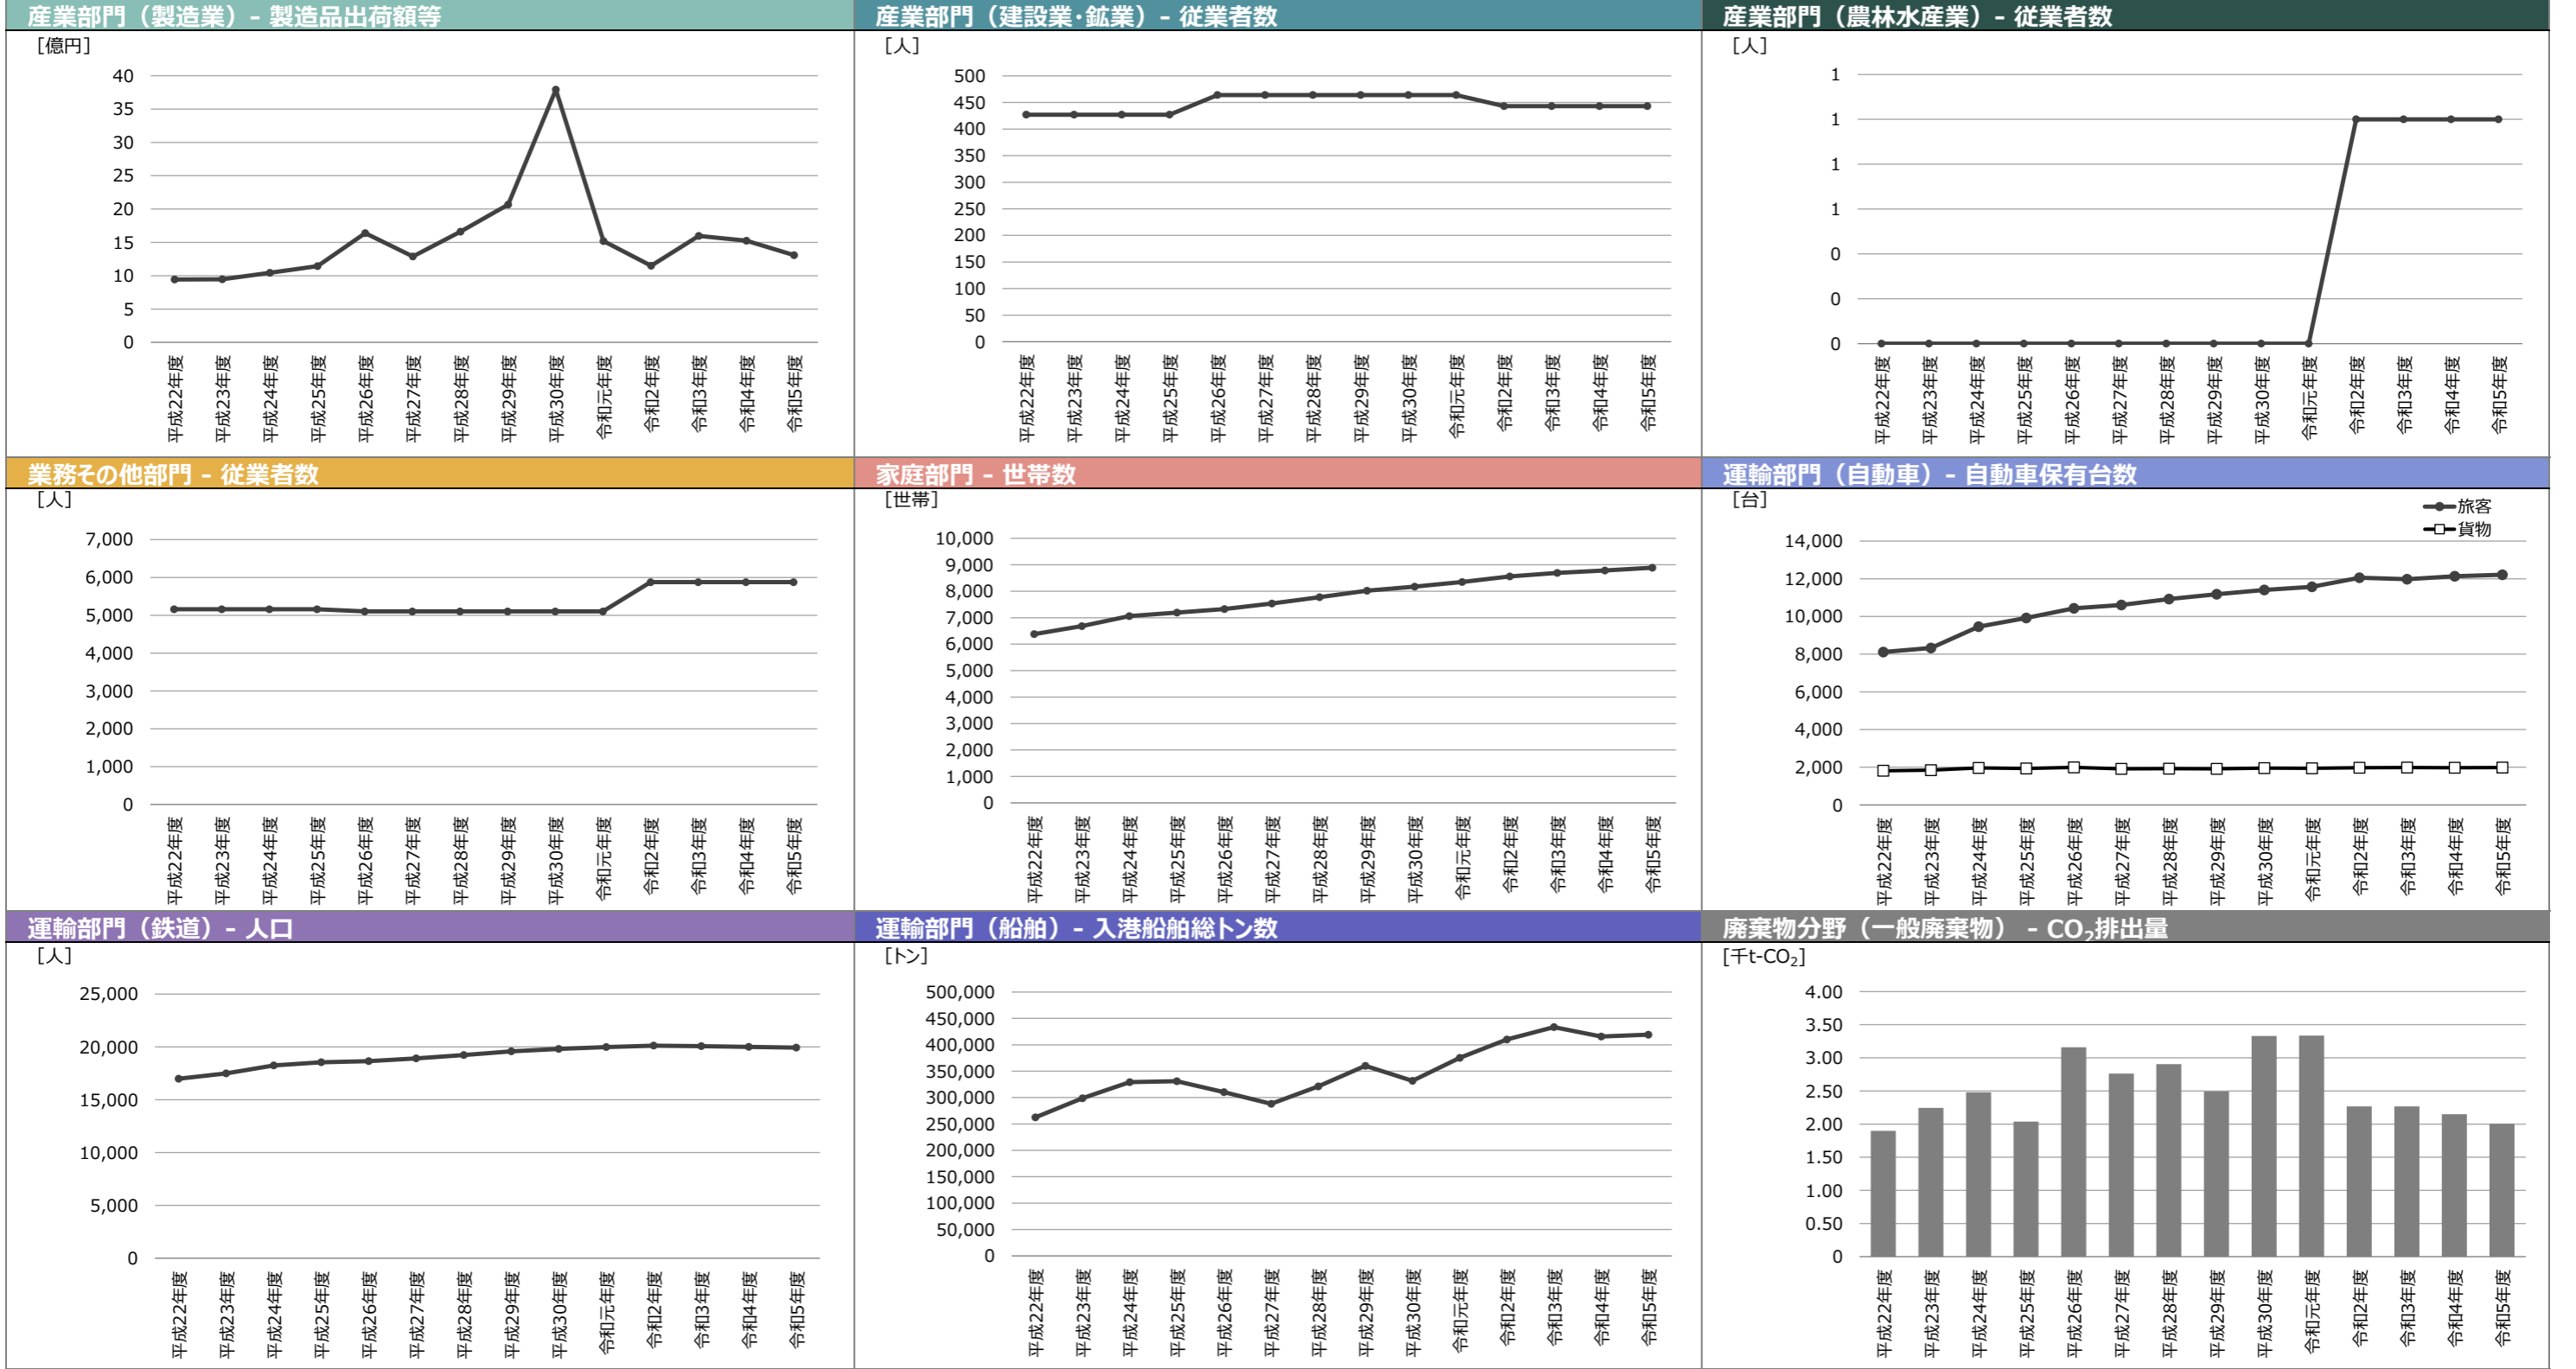 産業部門（製造業）- 製造品出荷額等
[億円]
40
35
30
25
20
15
10
5
0
平成22年度
平成23年度
平成24年度
平成25年度
平成26年度
平成27年度
平成28年度
平成29年度
平成30年度
令和元年度
令和2年度
令和3年度
令和4年度
令和5年度
産業部門（建設業・鉱業）- 従業者数
[人]
500
450
400
350
300
250
200
150
100
50
0
平成22年度
平成23年度
平成24年度
平成25年度
平成26年度
平成27年度
平成28年度
平成29年度
平成30年度
令和元年度
令和2年度
令和3年度
令和4年度
令和5年度
産業部門（農林水産業）- 従業者数
[人]
1
1
1
1
0
0
0
平成22年度
平成23年度
平成24年度
平成25年度
平成26年度
平成27年度
平成28年度
平成29年度
平成30年度
令和元年度
令和2年度
令和3年度
令和4年度
令和5年度
業務その他部門 - 従業者数
[人]
7,000
6,000
5,000
4,000
3,000
2,000
1,000
0
平成22年度
平成23年度
平成24年度
平成25年度
平成26年度
平成27年度
平成28年度
平成29年度
平成30年度
令和元年度
令和2年度
令和3年度
令和4年度
令和5年度
家庭部門 - 世帯数
[世帯]
10,000
9,000
8,000
7,000
6,000
5,000
4,000
3,000
2,000
1,000
0
平成22年度
平成23年度
平成24年度
平成25年度
平成26年度
平成27年度
平成28年度
平成29年度
平成30年度
令和元年度
令和2年度
令和3年度
令和4年度
令和5年度
運輸部門（自動車）- 自動車保有台数
[台]
旅客
貨物
14,000
12,000
10,000
8,000
6,000
4,000
2,000
0
平成22年度
平成23年度
平成24年度
平成25年度
平成26年度
平成27年度
平成28年度
平成29年度
平成30年度
令和元年度
令和2年度
令和3年度
令和4年度
令和5年度
運輸部門（鉄道）- 人口
[人]
25,000
20,000
15,000
10,000
5,000
0
平成22年度
平成23年度
平成24年度
平成25年度
平成26年度
平成27年度
平成28年度
平成29年度
平成30年度
令和元年度
令和2年度
令和3年度
令和4年度
令和5年度
運輸部門（船舶）- 入港船舶総トン数
[トン]
500,000
450,000
400,000
350,000
300,000
250,000
200,000
150,000
100,000
50,000
0
平成22年度
平成23年度
平成24年度
平成25年度
平成26年度
平成27年度
平成28年度
平成29年度
平成30年度
令和元年度
令和2年度
令和3年度
令和4年度
令和5年度
廃棄物分野（一般廃棄物） - CO₂排出量
[千t-CO₂]
4.00
3.50
3.00
2.50
2.00
1.50
1.00
0.50
0
平成22年度
平成23年度
平成24年度
平成25年度
平成26年度
平成27年度
平成28年度
平成29年度
平成30年度
令和元年度
令和2年度
令和3年度
令和4年度
令和5年度